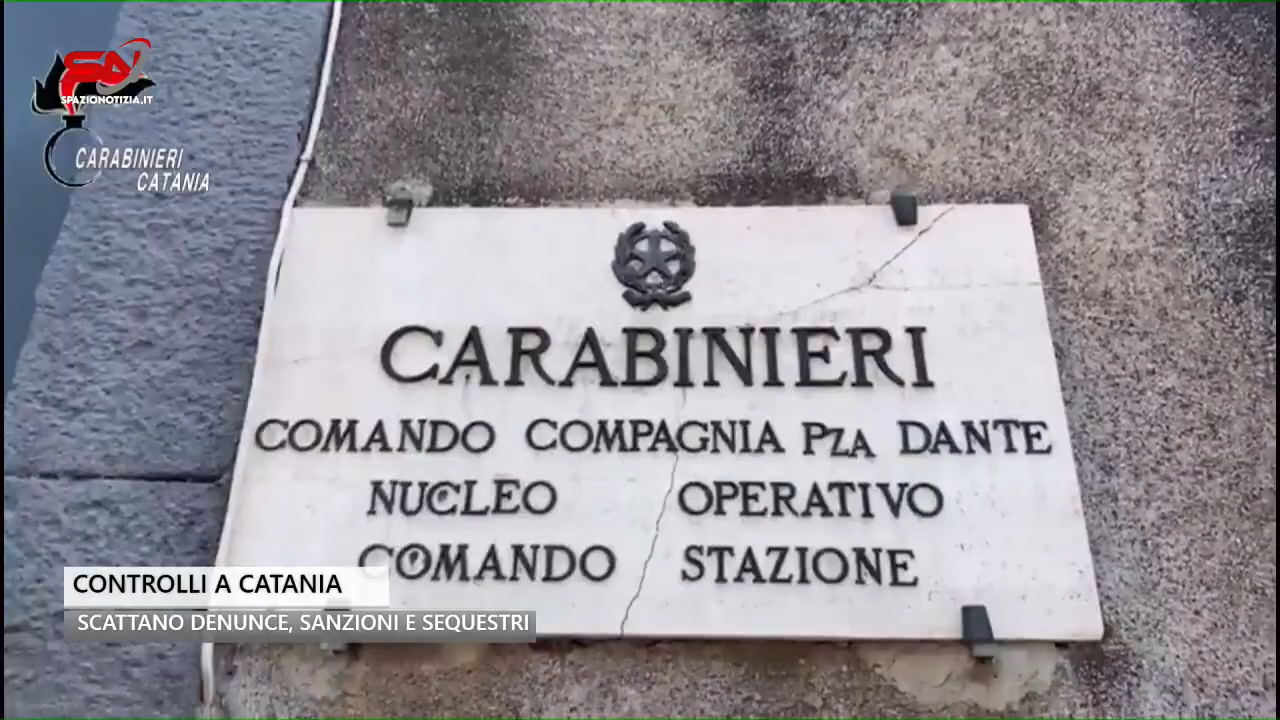 SPAZIONOTIZIA.IT
CARABINIERI
CATANIA
CARABINIERI
COMANDO COMPAGNIA PZA DANTE
NUCLEO OPERATIVO
COMANDO STAZIONE
CONTROLLI A CATANIA
SCATTANO DENUNCE, SANZIONI E SEQUESTRI